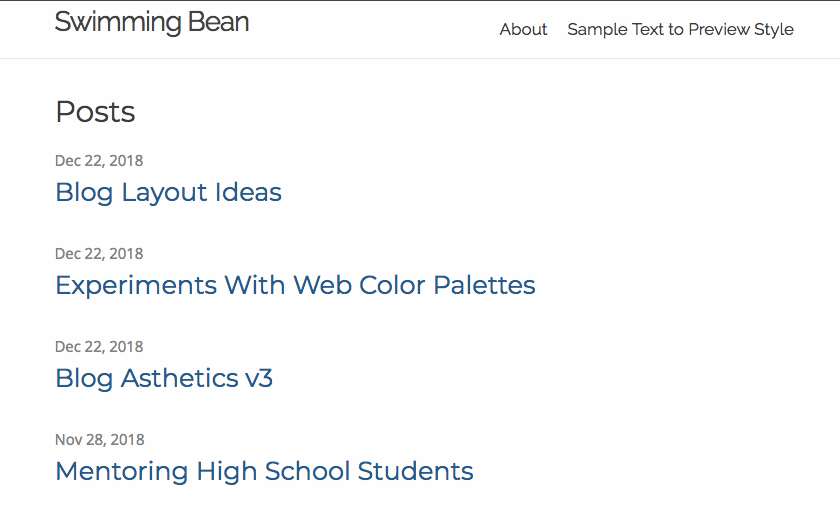 Swimming Bean
About Sample Text to Preview Style
Posts
Dec 22, 2018
Blog Layout Ideas
Dec 22, 2018
Experiments With Web Color Palettes
Dec 22, 2018
Blog Asthetics v3
Nov 28, 2018
Mentoring High School Students